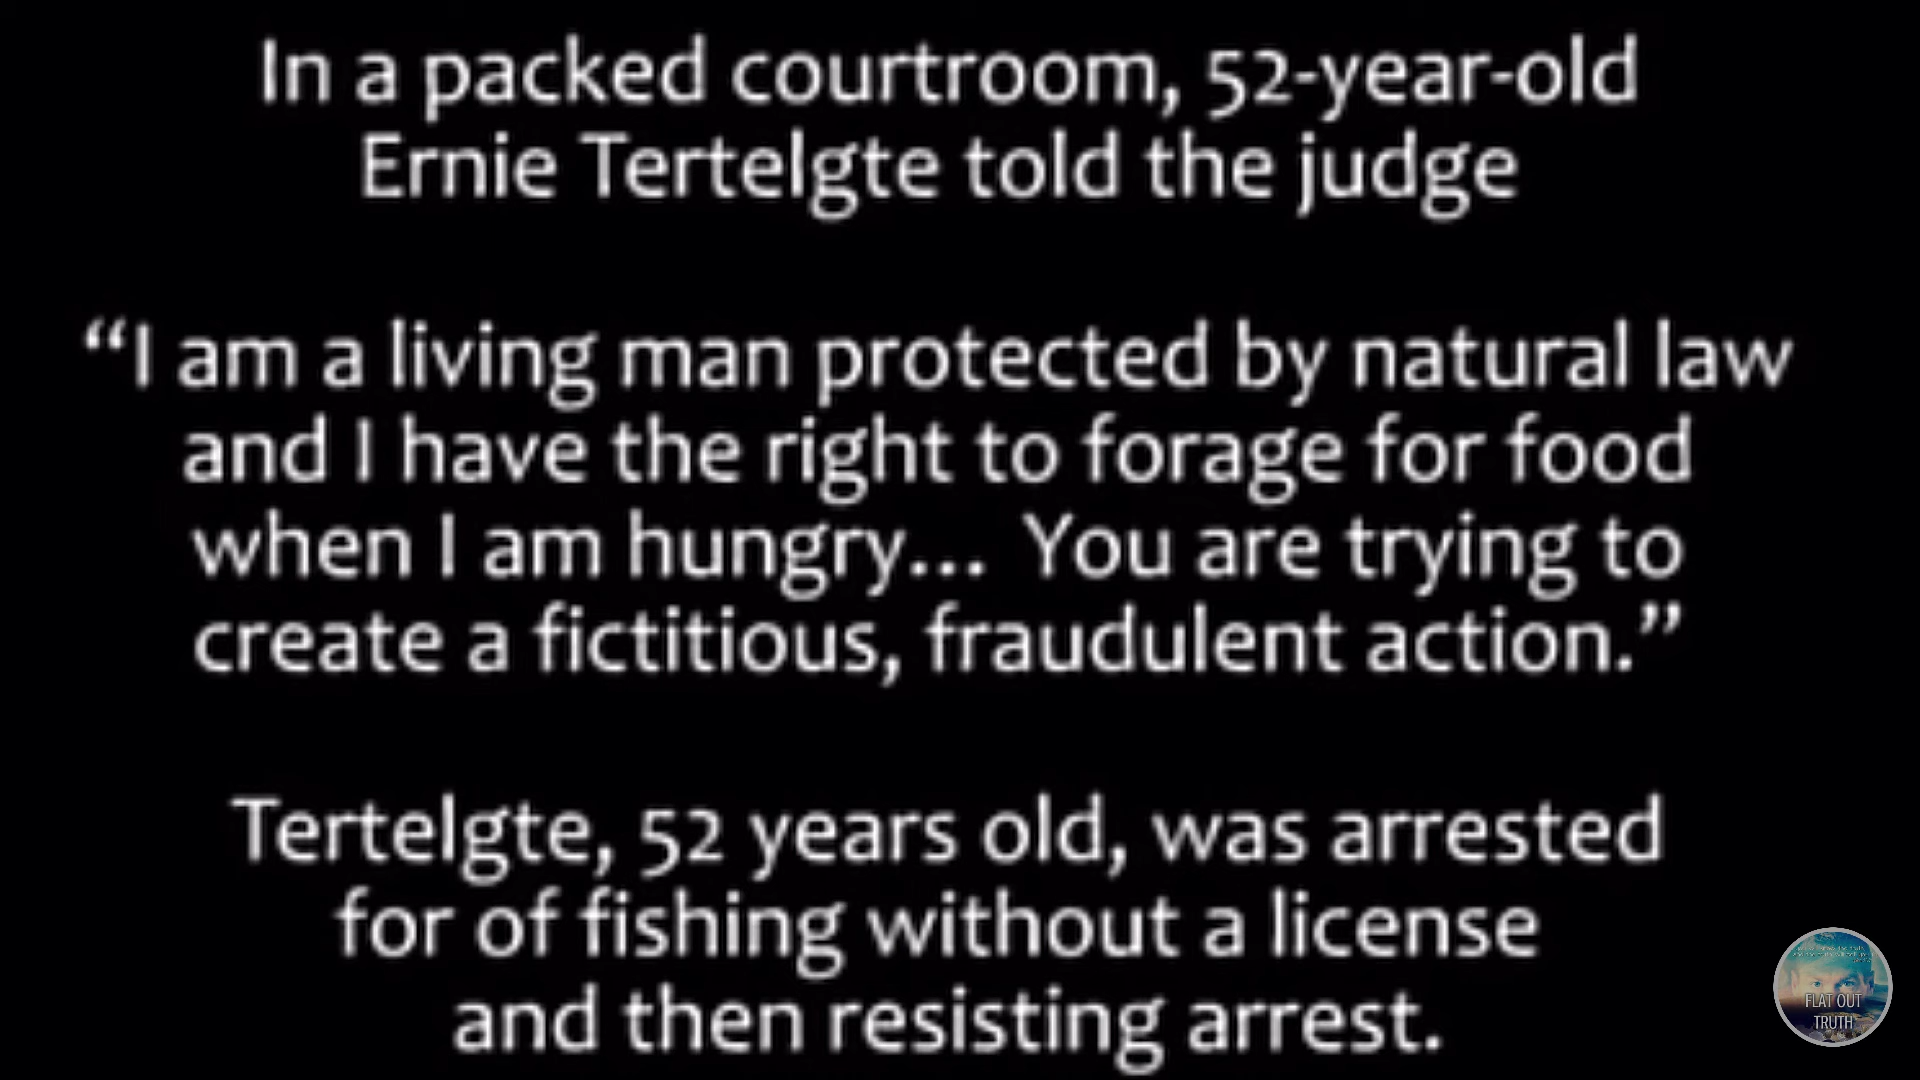 In a packed courtroom, 52-year-old
Ernie Tertelgte told the judge
“I am a living man protected by natural law
and I have the right to forage for food
when I am hungry... You are trying to
create a fictitious, fraudulent action.”
Tertelgte, 52 years old, was arrested
for of fishing without a license
and then resisting arrest.
FLAT OUT
TRUTH